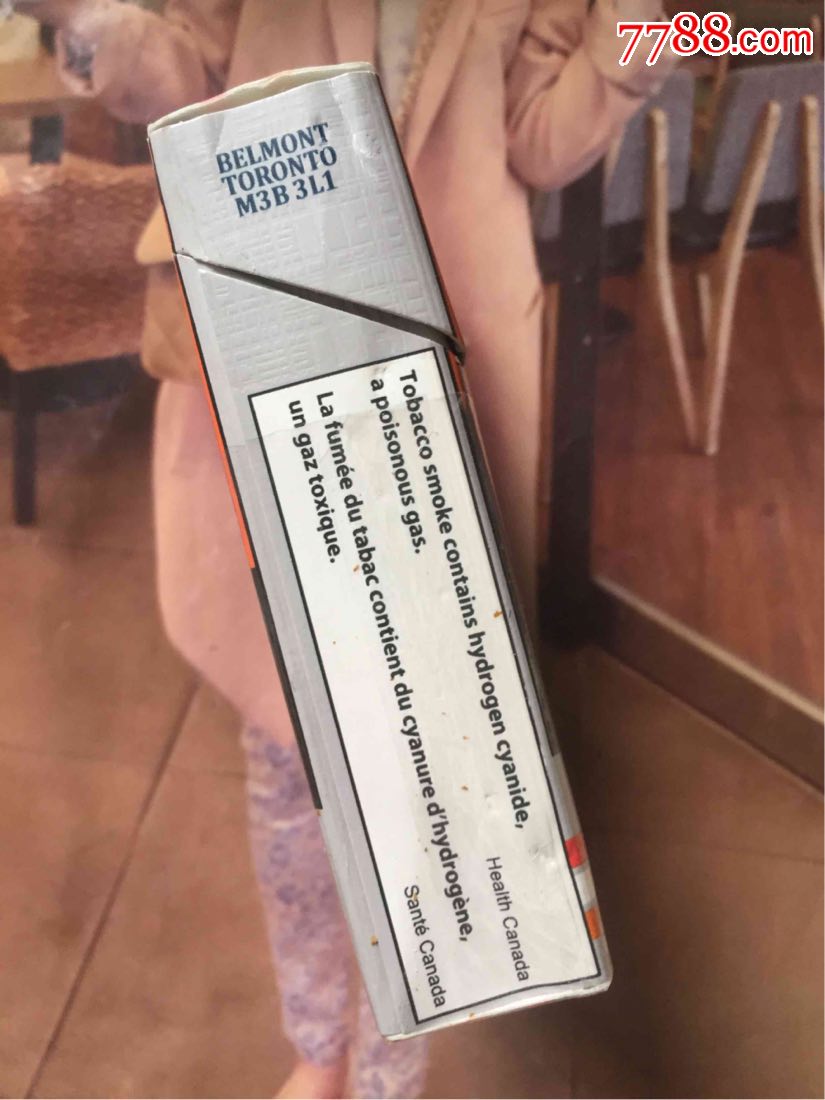 7788.com
BELMONT
TORONTO
M3B 3L1
Tobacco smoke contains hydrogen cyanide,
a poisonous gas.
Health Canada
La fumée du tabac contient du cyanure d'hydrogène,
un gaz toxique.
Santé Canada